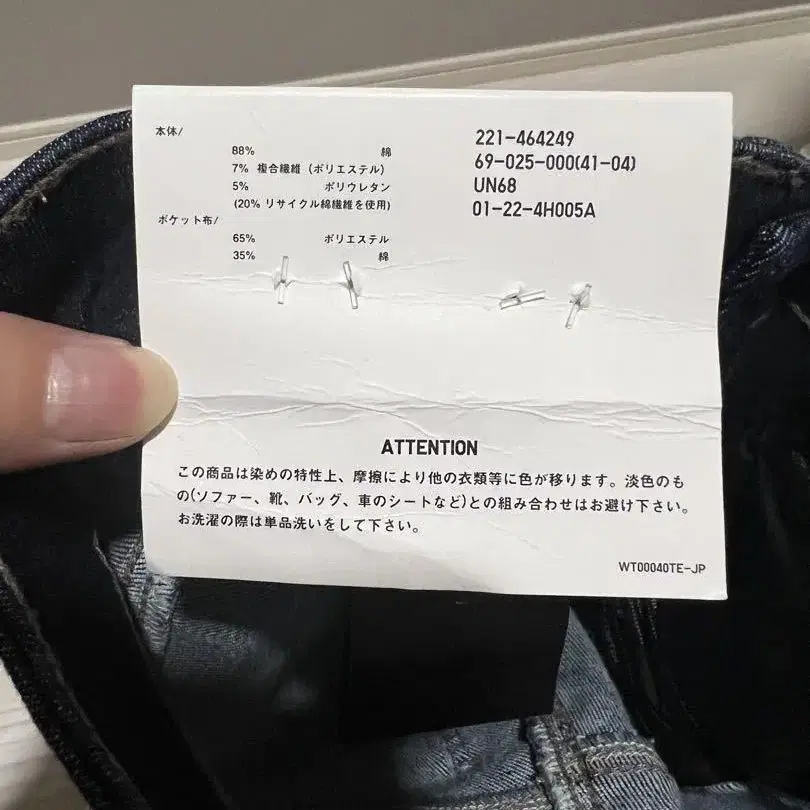 本体/
88% 綿
7% 複合繊維 (ポリエステル)
5% ポリウレタン
(20% リサイクル綿繊維を使用)
ポケット布/
65% ポリエステル
35% 綿
221-464249
69-025-000(41-04)
UN68
01-22-4H005A
ATTENTION
この商品は染めの特性上、摩擦により他の衣類等に色が移ります。淡色のも
の(ソファー、靴、バッグ、車のシートなど)との組み合わせはお避け下さい。
お洗濯の際は単品洗いをして下さい。
WT00040TE-JP